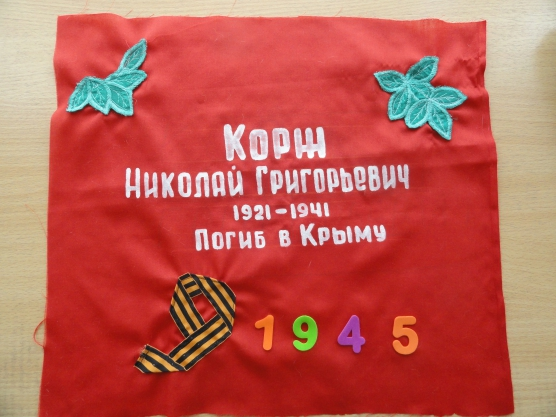 Корж
Николай Григорьевич
1921-1941
Погиб в Крыму
9 1945